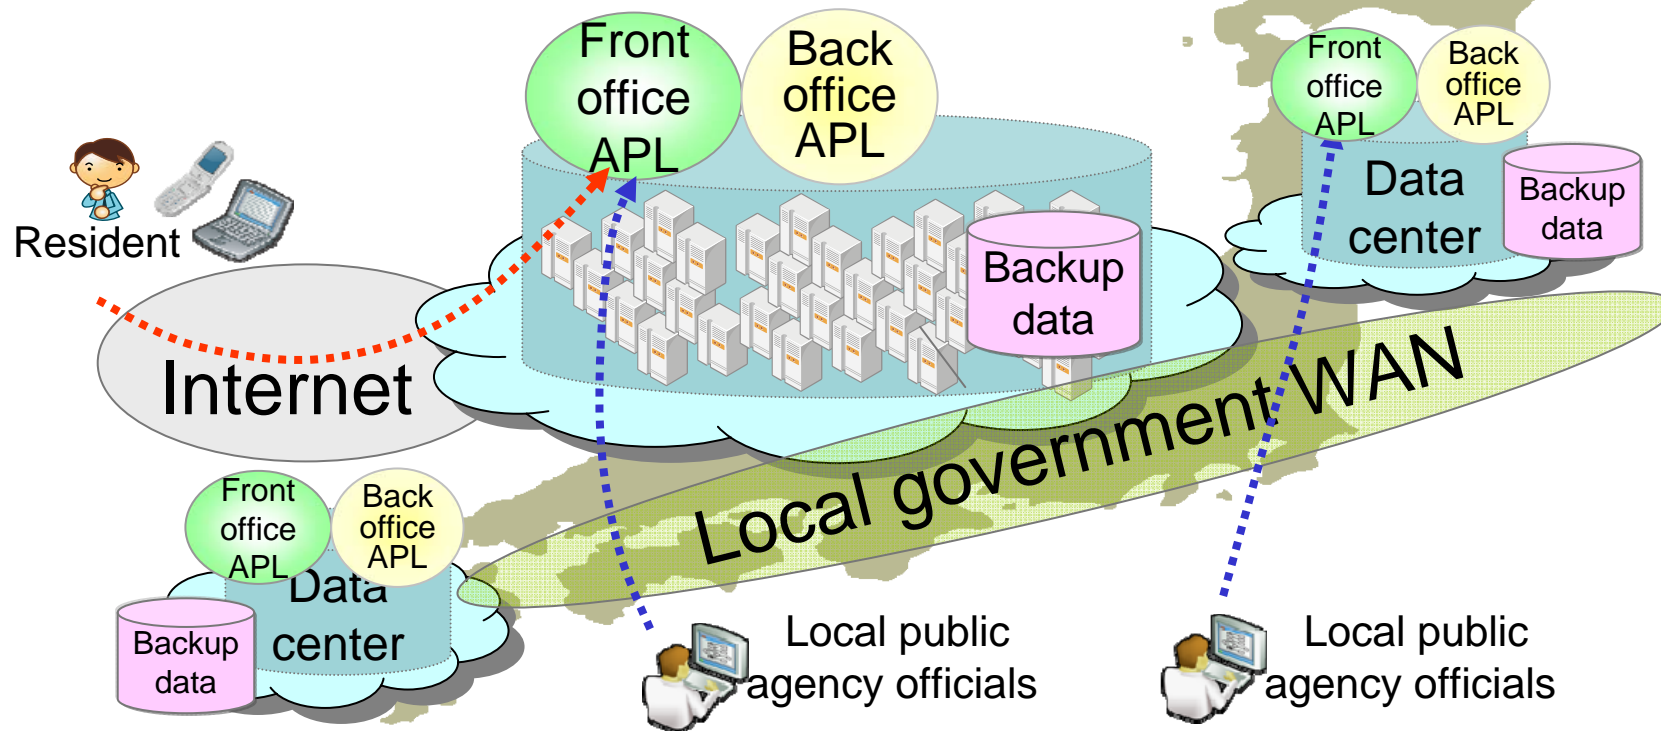 Front
office
APL
Back
office
APL
Front
office
APL
Back
office
APL
Resident
Data
center
Backup
data
Backup
data
Internet
Local government WAN
Front
office
APL
Back
office
APL
Data
center
Backup
data
Local public
agency officials
Local public
agency officials